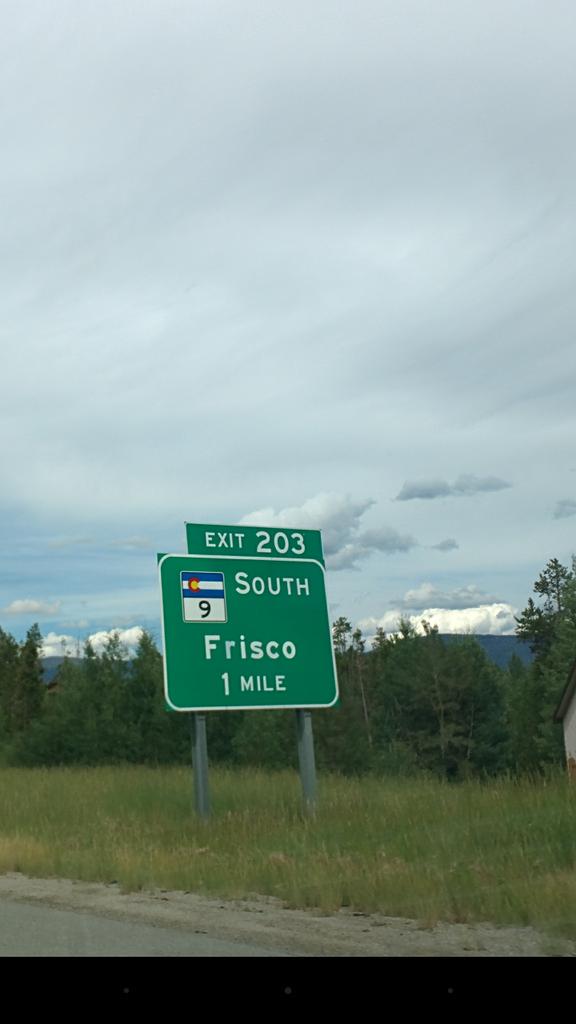 EXIT 203
9 SOUTH
Frisco
1 MILE